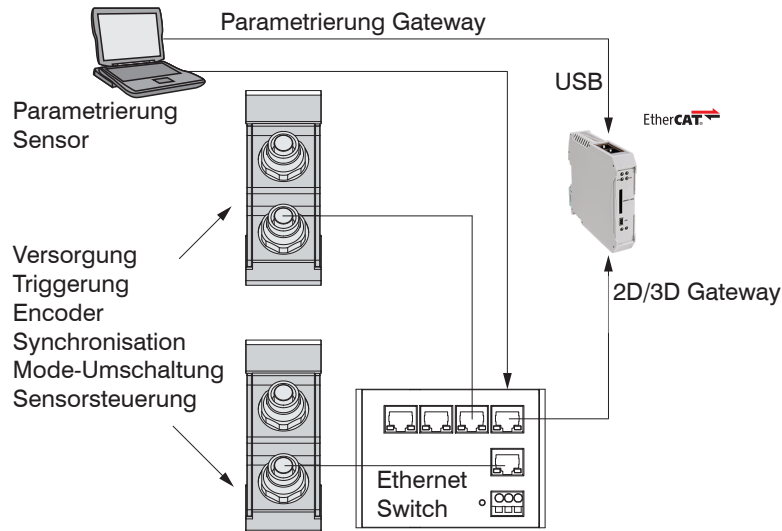 Parametrierung Gateway
USB
Parametrierung
Sensor
EtherCAT®
Versorgung
Triggerung
Encoder
Synchronisation
Mode-Umschaltung
Sensorsteuerung
2D/3D Gateway
Ethernet
Switch